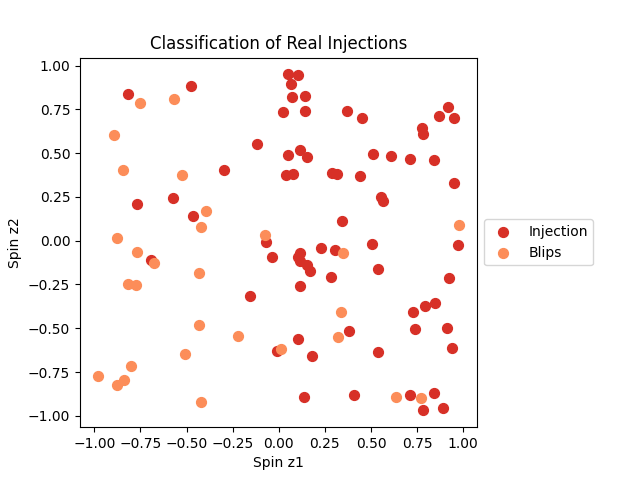 Classification of Real Injections
1.00
0.75
0.50
0.25
0.00
−0.25
−0.50
−0.75
−1.00
Spin z2
−1.00 −0.75 −0.50 −0.25 0.00 0.25 0.50 0.75 1.00
Spin z1
Injection
Blips